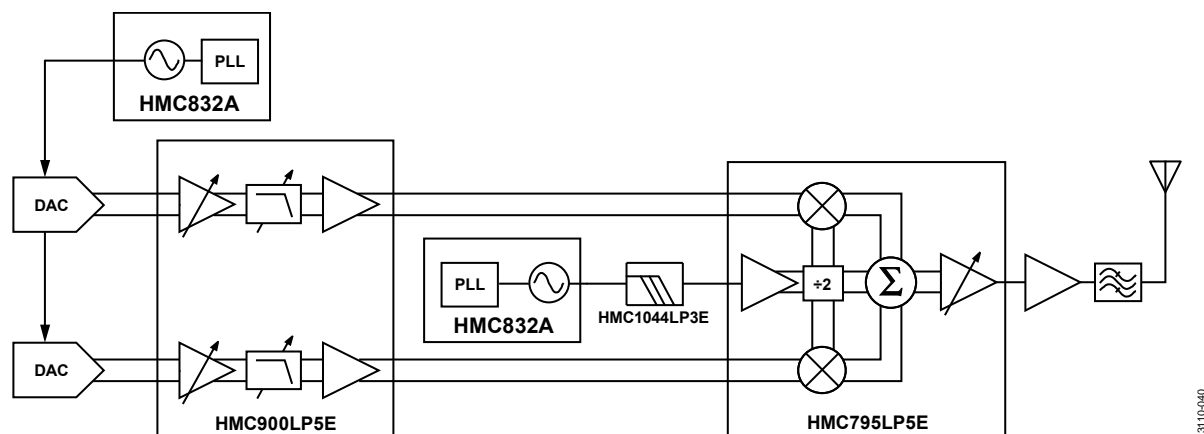 PLL
HMC832A
DAC
PLL
÷2
Σ
HMC832A
HMC1044LP3E
DAC
HMC900LP5E
HMC795LP5E
3110-040